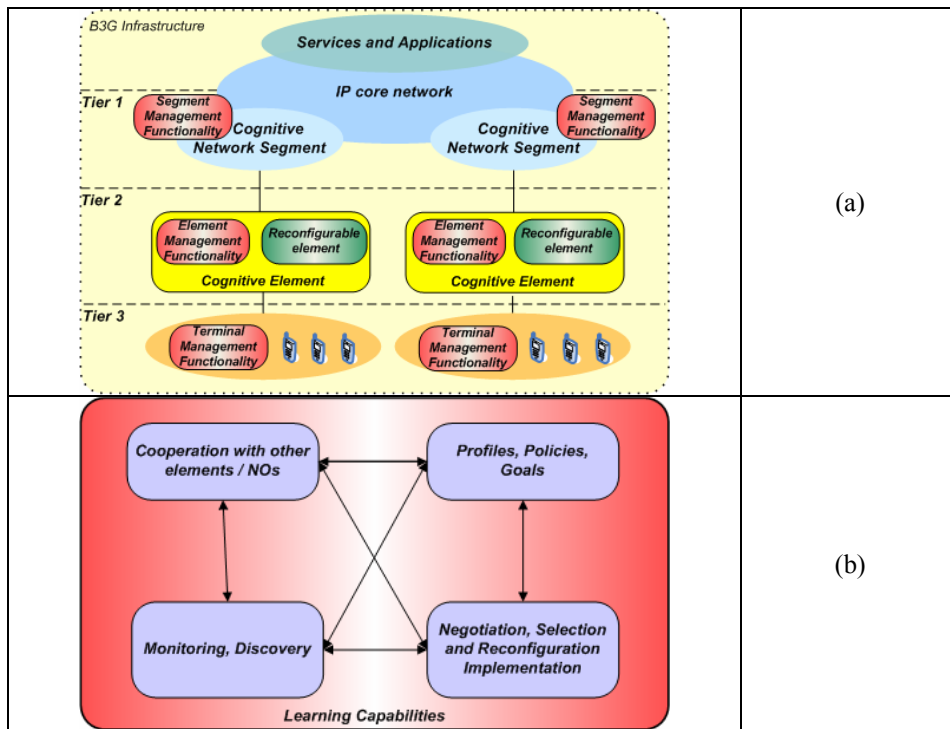 B3G Infrastructure
Services and Applications
IP core network
Tier 1
Segment
Management
Functionality
Segment
Management
Functionality
Cognitive
Network Segment
Cognitive
Network Segment
(a)
Tier 2
Element
Management
Functionality
Reconfigurable
element
Cognitive Element
Element
Management
Functionality
Reconfigurable
element
Cognitive Element
Tier 3
Terminal
Management
Functionality
Terminal
Management
Functionality
Cooperation with other
elements / NOs
Profiles, Policies,
Goals
(b)
Monitoring, Discovery
Negotiation, Selection
and Reconfiguration
Implementation
Learning Capabilities